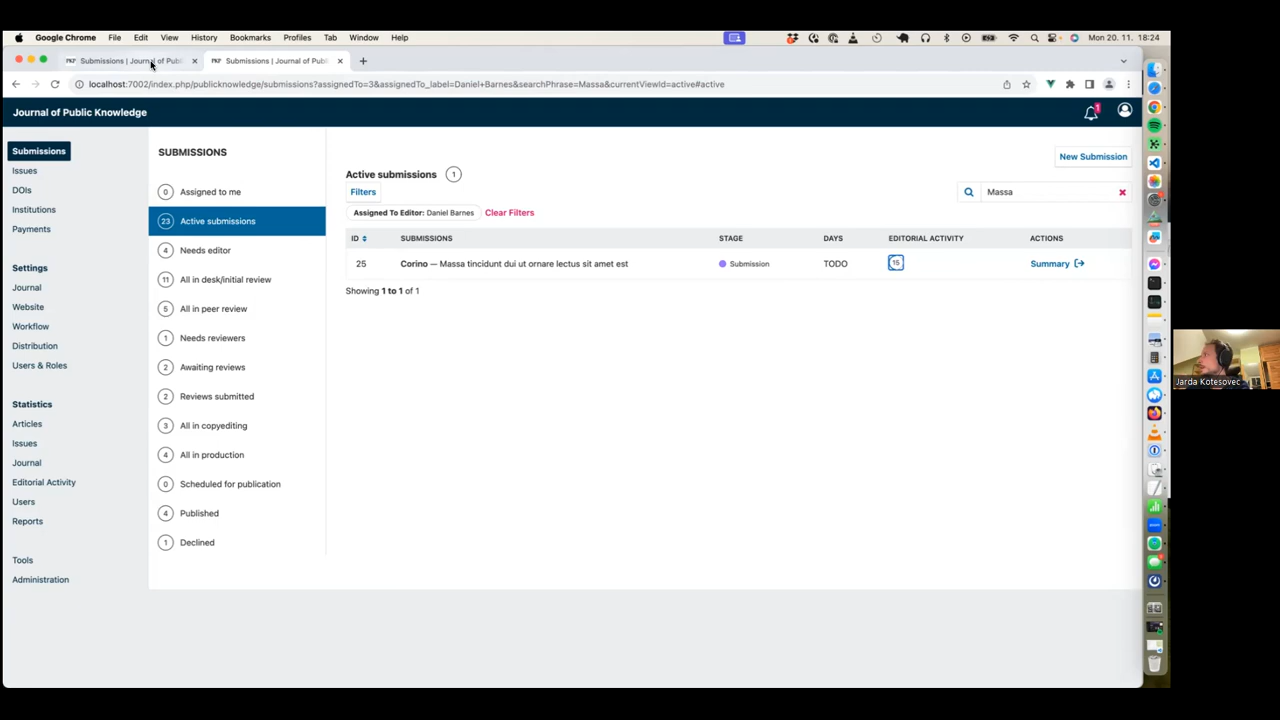 Google Chrome File Edit View History Bookmarks Profiles Tab Window Help Mon 20. 11. 18:24
PKP Submissions | Journal of Publ PKP Submissions | Journal of Publ
localhost:7002/index.php/publicknowledge/submissions?assignedTo=3&assignedTo_label=Daniel+Barnes&searchPhrase=Massa&currentViewId=active#active
Journal of Public Knowledge 1
Submissions
Issues
DOIs
Institutions
Payments
Settings
Journal
Website
Workflow
Distribution
Users & Roles
Statistics
Articles
Issues
Journal
Editorial Activity
Users
Reports
Tools
Administration
SUBMISSIONS
0 Assigned to me
23 Active submissions
4 Needs editor
11 All in desk/initial review
5 All in peer review
1 Needs reviewers
2 Awaiting reviews
2 Reviews submitted
3 All in copyediting
4 All in production
0 Scheduled for publication
4 Published
1 Declined
New Submission
Active submissions 1
Filters
Massa
Assigned To Editor: Daniel Barnes Clear Filters
ID SUBMISSIONS STAGE DAYS EDITORIAL ACTIVITY ACTIONS
25 Corino — Massa tincidunt dui ut ornare lectus sit amet est Submission TODO 15 Summary
Showing 1 to 1 of 1
Jarda Kotesovec